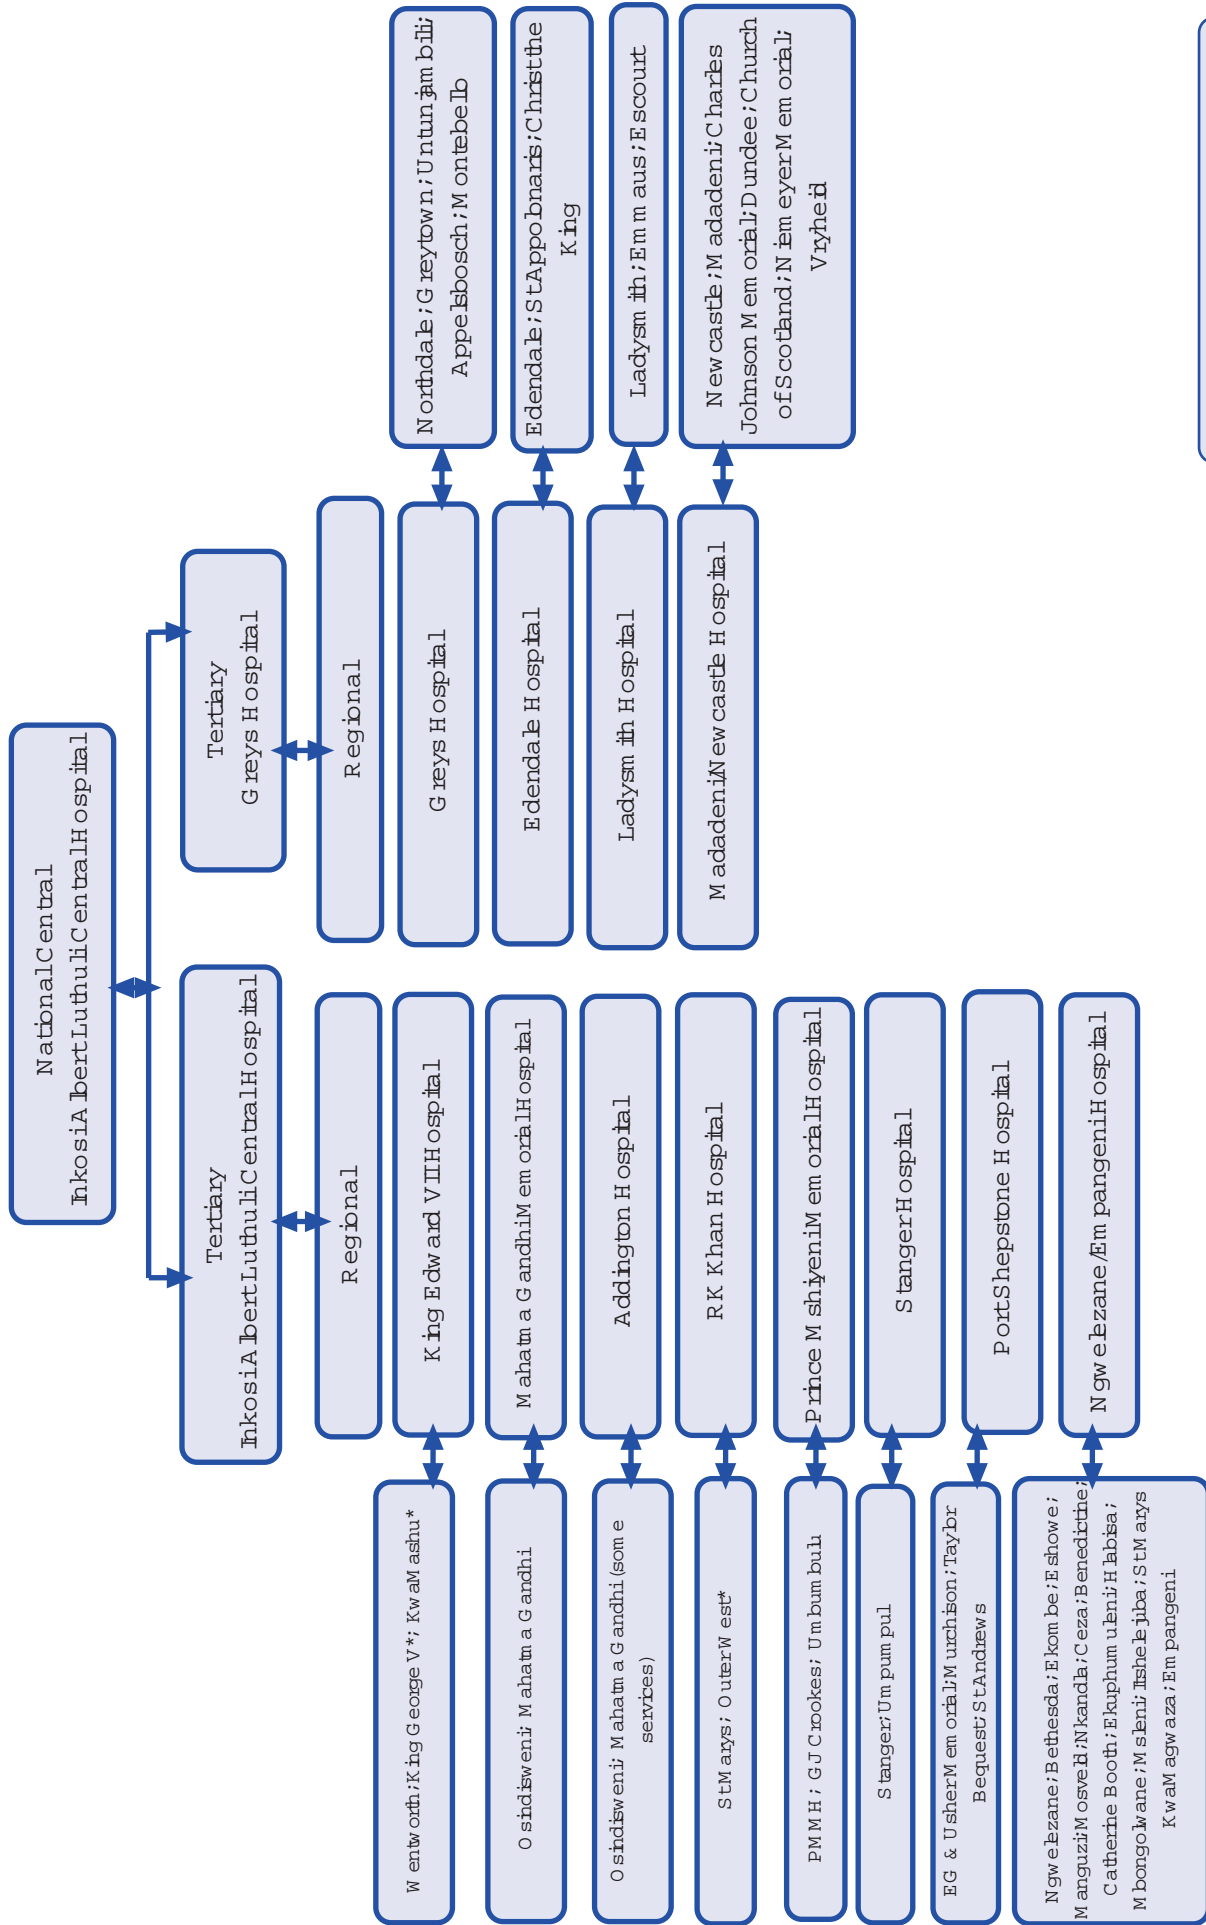 National Central
Inkosi Albert Luthuli Central Hospital
Tertiary
Inkosi Albert Luthuli Central Hospital
Tertiary
Greys Hospital
Regional
King Edward VIII Hospital
Mahatma Gandhi Memorial Hospital
Addington Hospital
RK Khan Hospital
Prince Mshiyeni Memorial Hospital
Stanger Hospital
Port Shepstone Hospital
Ngwelezane/Empangeni Hospital
Wentworth; King George V*; KwaMashu*
Osindisweni; Mahatma Gandhi
Osindisweni; Mahatma Gandhi (some
services)
St Marys; Outer West*
PMMH; GJ Crookes; Umbumbulu
Stanger; Umpumpul
EG & Usher Memorial; Murchison; Taylor
Bequest; St Andrews
Ngwelezane; Bethesda; Ekombe; Eshowe;
Manguzi; Mosveld; Nkandla; Ceza; Benedictine;
Catherine Booth; Ekuphumuleni; Hlabisa;
Mbongolwane; Mseleni; Itshelejuba; St Marys
KwaMagwaza; Empangeni
Regional
Greys Hospital
Edendale Hospital
Ladysmith Hospital
Madadeni/Newcastle Hospital
Northdale; Greytown; Untunjambili;
Appelsbosch; Montebello
Edendale; St Appolonaris; Christ the
King
Ladysmith; Emmaus; Escourt
Newcastle; Madadeni; Charles
Johnson Memorial; Dundee; Church
of Scotland; Niemeyer Memorial;
Vryheid